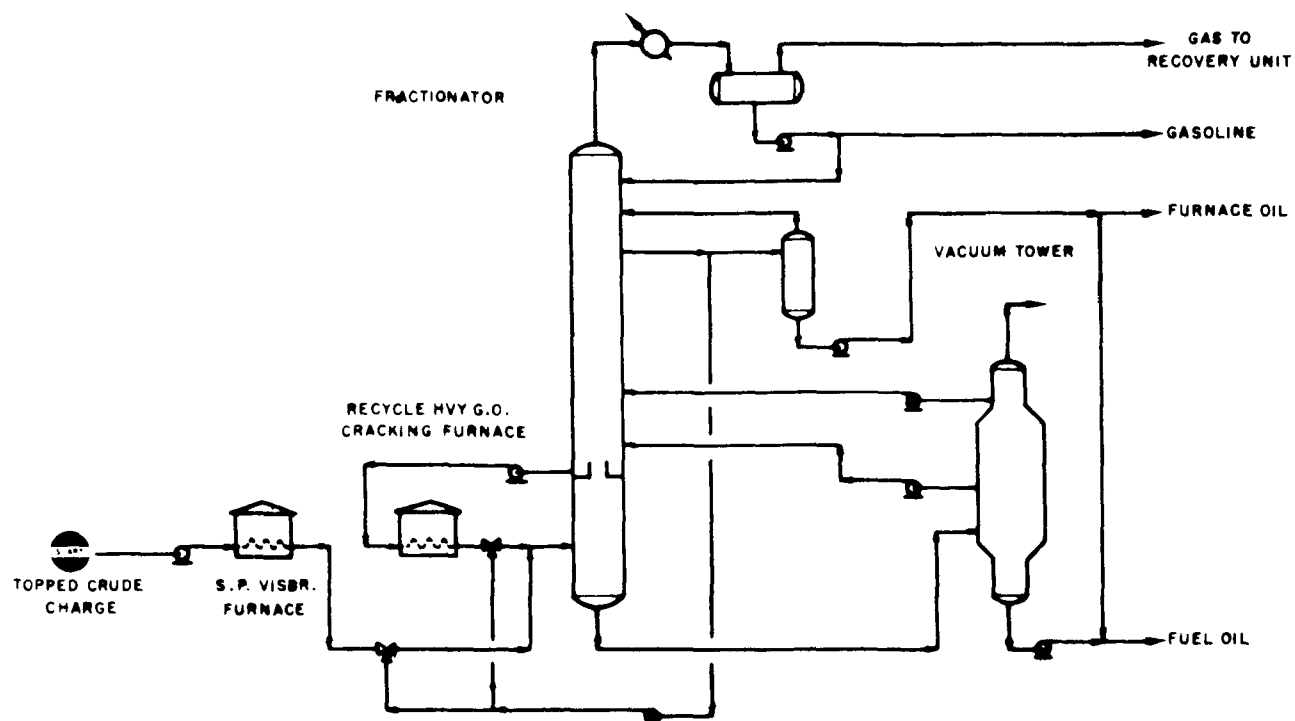 GAS TO
RECOVERY UNIT
FRACTIONATOR
GASOLINE
FURNACE OIL
VACUUM TOWER
RECYCLE HVY G.O.
CRACKING FURNACE
START
TOPPED CRUDE
CHARGE
S.P. VISBR.
FURNACE
FUEL OIL